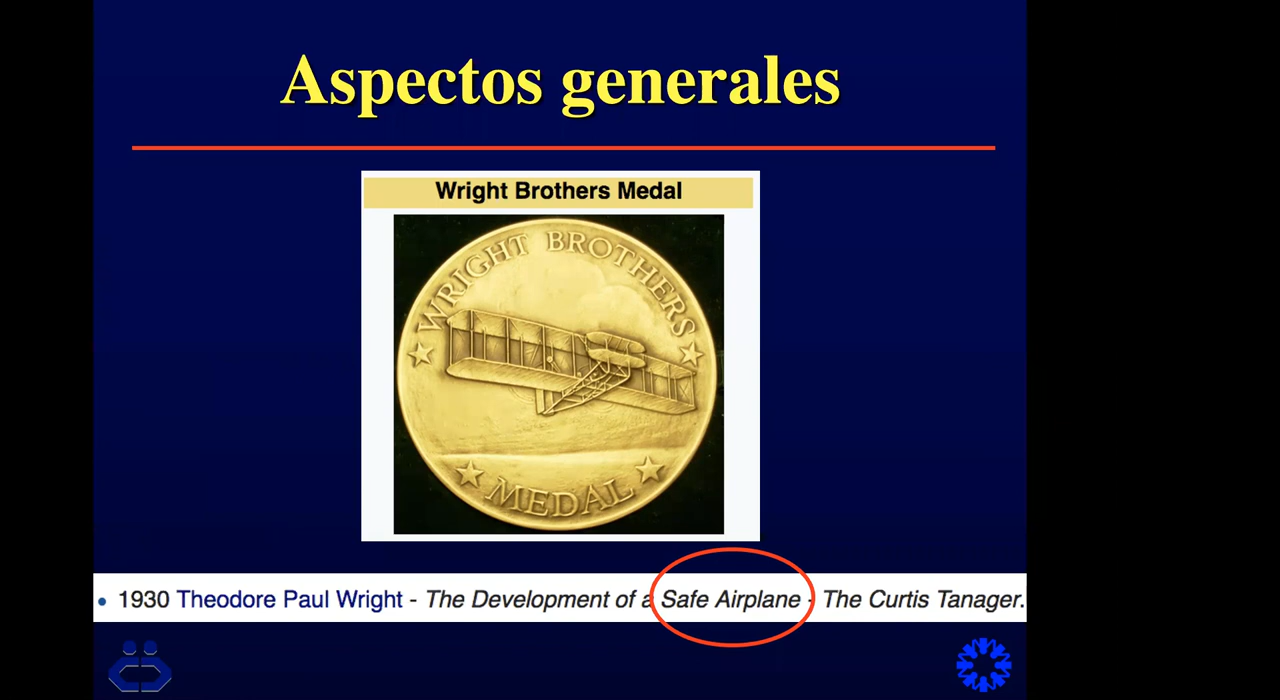 Aspectos generales
Wright Brothers Medal
WRIGHT BROTHERS
MEDAL
• 1930 Theodore Paul Wright - The Development of a Safe Airplane - The Curtis Tanager.